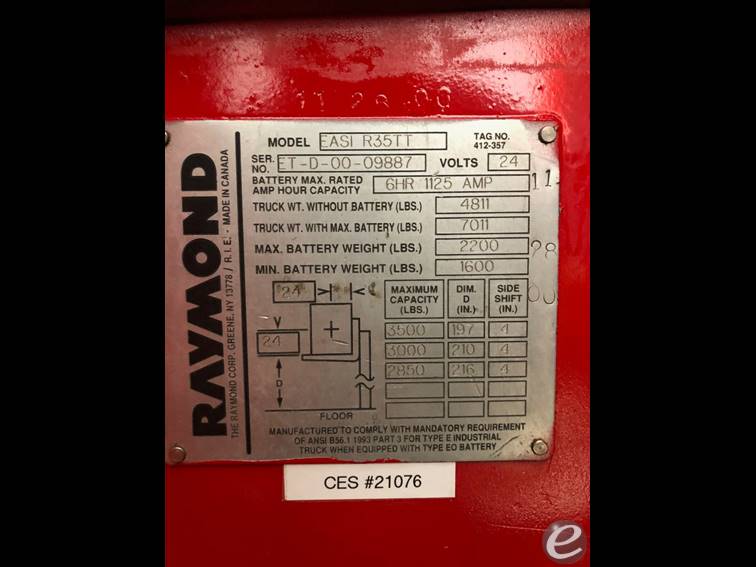 11 28 00
MODEL EASI R35TT
TAG NO.
412-357
SER. NO. ET-D-00-09887 VOLTS 24
BATTERY MAX. RATED
AMP HOUR CAPACITY 6HR 1125 AMP 11-
TRUCK WT. WITHOUT BATTERY (LBS.) 4811
TRUCK WT. WITH MAX. BATTERY (LBS.) 7011
MAX. BATTERY WEIGHT (LBS.) 2200 28
MIN. BATTERY WEIGHT (LBS.) 1600
00
RAYMOND
THE RAYMOND CORP. GREENE, NY 13778 / R.I.E. - MADE IN CANADA
24
V
24
D
FLOOR
MAXIMUM CAPACITY (LBS.) DIM. D (IN.) SIDE SHIFT (IN.)
3500 197 4
3000 210 4
2850 216 4
MANUFACTURED TO COMPLY WITH MANDATORY REQUIREMENT
OF ANSI B56.1 1993 PART 3 FOR TYPE E INDUSTRIAL
TRUCK WHEN EQUIPPED WITH TYPE EO BATTERY
CES #21076
e